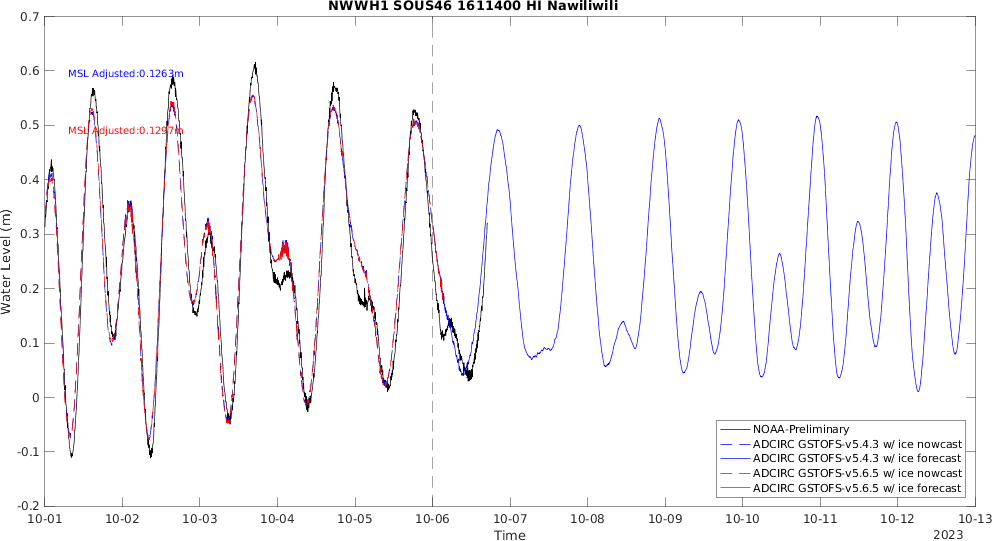 NWWH1 SOUS46 1611400 HI Nawiliwili
0.7
0.6
0.5
0.4
0.3
0.2
0.1
0
-0.1
-0.2
Water Level (m)
MSL Adjusted:0.1263m
MSL Adjusted:0.1297m
NOAA-Preliminary
ADCIRC GSTOFS-v5.4.3 w/ ice nowcast
ADCIRC GSTOFS-v5.4.3 w/ ice forecast
ADCIRC GSTOFS-v5.6.5 w/ ice nowcast
ADCIRC GSTOFS-v5.6.5 w/ ice forecast
10-01 10-02 10-03 10-04 10-05 10-06 10-07 10-08 10-09 10-10 10-11 10-12 10-13
Time
2023